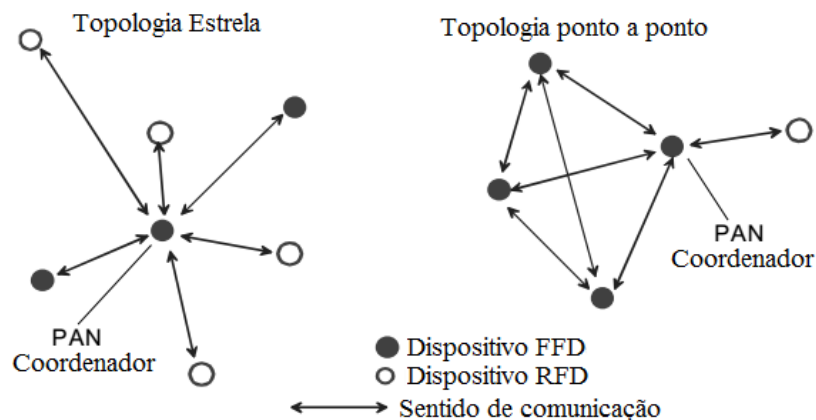 Topologia Estrela
Topologia ponto a ponto
PAN
Coordenador
PAN
Coordenador
Dispositivo FFD
Dispositivo RFD
Sentido de comunicação